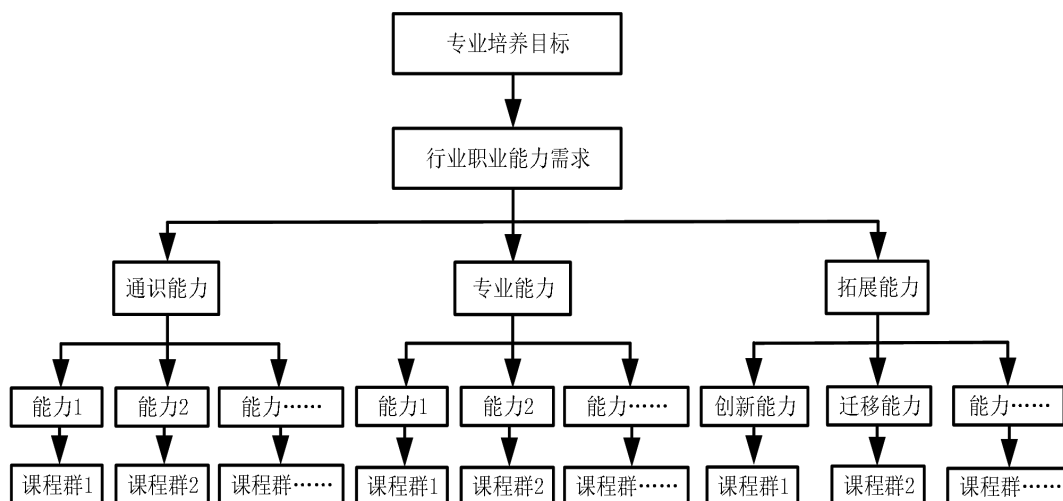 专业培养目标
行业职业能力需求
通识能力
专业能力
拓展能力
能力1
能力2
能力……
能力1
能力2
能力……
创新能力
迁移能力
能力……
课程群1
课程群2
课程群……
课程群1
课程群2
课程群……
课程群1
课程群2
课程群……